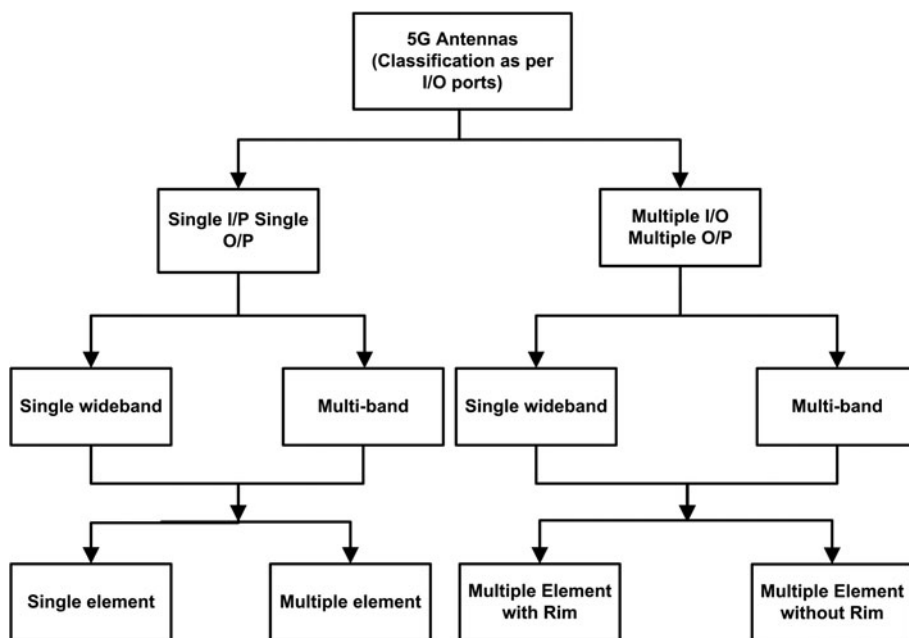 5G Antennas
(Classification as per
I/O ports)
Single I/P Single
O/P
Multiple I/O
Multiple O/P
Single wideband
Multi-band
Single wideband
Multi-band
Single element
Multiple element
Multiple Element
with Rim
Multiple Element
without Rim